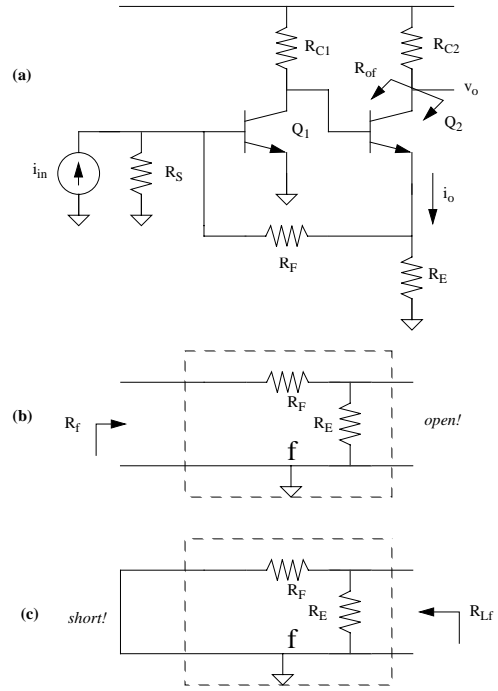 (a)
R_C1
R_C2
R_of
v_o
Q_1
Q_2
i_in
R_S
i_o
R_F
R_E
(b)
R_f
R_F
R_E
open!
f
(c)
short!
R_F
R_E
R_Lf
f